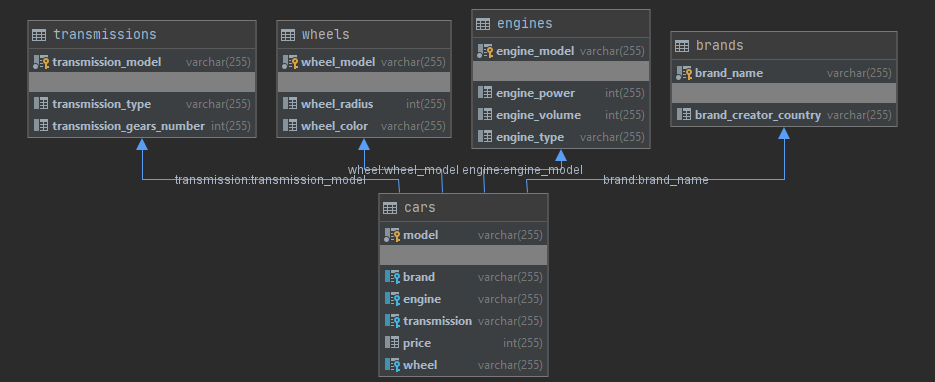 transmissions
transmission_model varchar(255)
transmission_type varchar(255)
transmission_gears_number int(255)
wheels
wheel_model varchar(255)
wheel_radius int(255)
wheel_color varchar(255)
engines
engine_model varchar(255)
engine_power int(255)
engine_volume int(255)
engine_type varchar(255)
brands
brand_name varchar(255)
brand_creator_country varchar(255)
transmission:transmission_model
wheel:wheel_model
engine:engine_model
brand:brand_name
cars
model varchar(255)
brand varchar(255)
engine varchar(255)
transmission varchar(255)
price int(255)
wheel varchar(255)